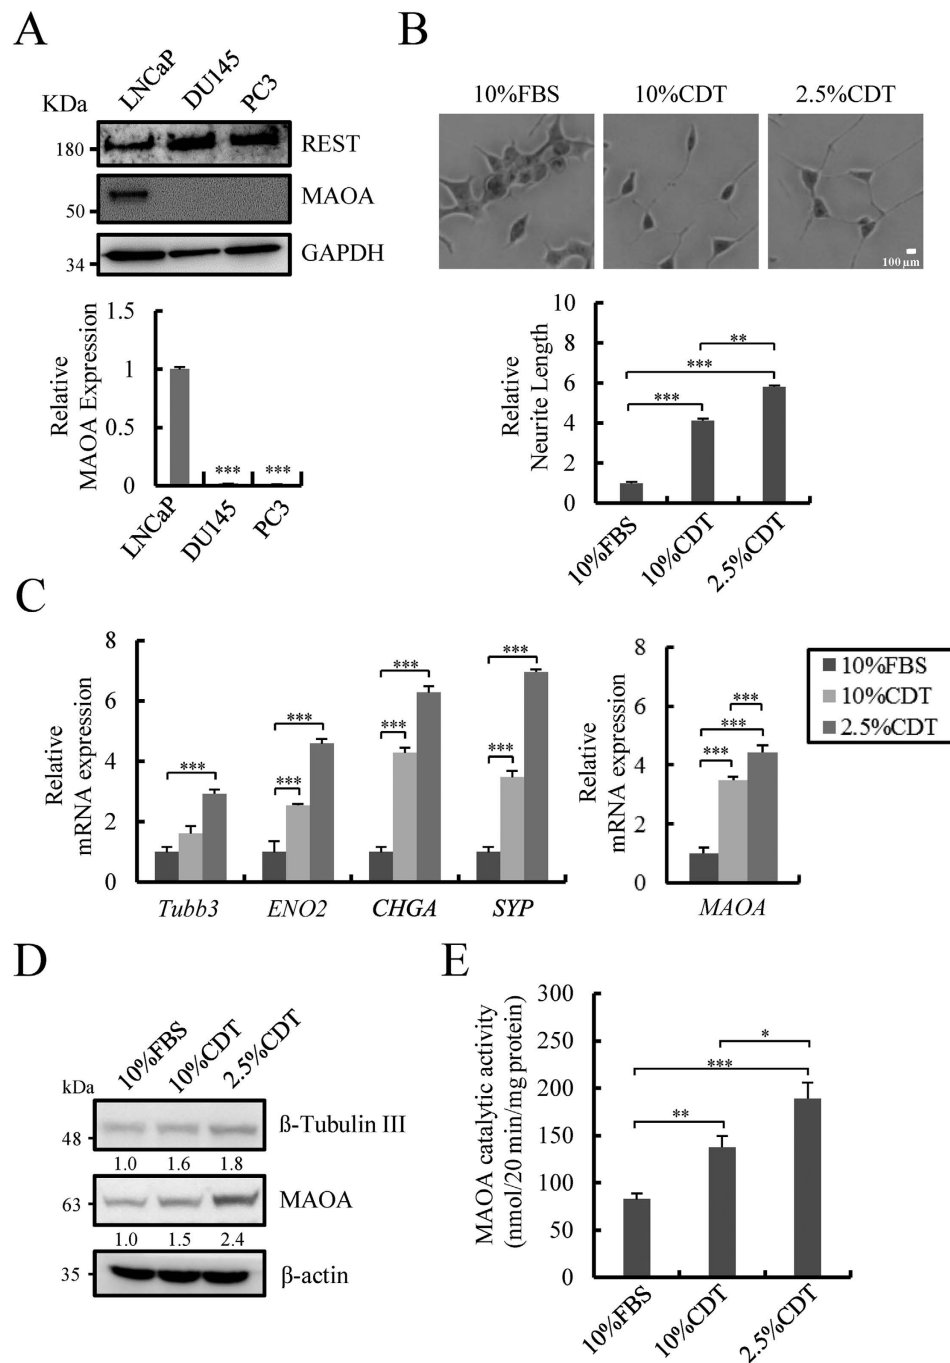 A
LNCaP
DU145
PC3
KDa
180
REST
50
MAOA
34
GAPDH
Relative
MAOA Expression
1.5
1
0.5
0
***
***
LNCaP
DU145
PC3
B
10%FBS
10%CDT
2.5%CDT
100 µm
Relative
Neurite Length
10
8
6
4
2
0
**
***
***
10%FBS
10%CDT
2.5%CDT
C
Relative
mRNA expression
8
6
4
2
0
***
***
***
***
***
***
***
Tubb3
ENO2
CHGA
SYP
Relative
mRNA expression
8
6
4
2
0
***
***
***
MAOA
10%FBS
10%CDT
2.5%CDT
D
10%FBS
10%CDT
2.5%CDT
kDa
48
ß-Tubulin III
1.0 1.6 1.8
63
MAOA
1.0 1.5 2.4
35
β-actin
E
MAOA catalytic activity
(nmol/20 min/mg protein)
300
250
200
150
100
50
0
*
***
**
10%FBS
10%CDT
2.5%CDT